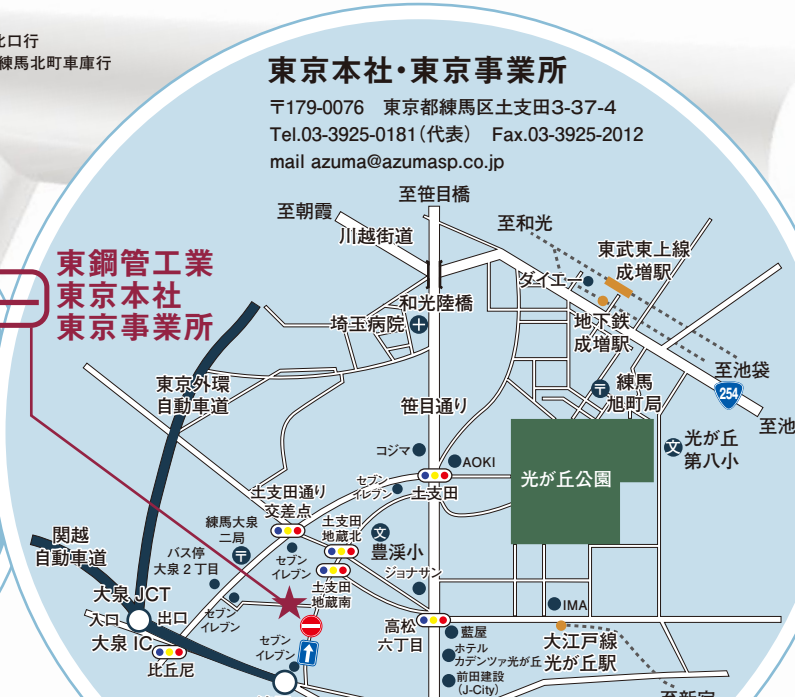 北口行
練馬北町車庫行
東京本社・東京事業所
〒179-0076 東京都練馬区土支田3-37-4
Tel.03-3925-0181(代表) Fax.03-3925-2012
mail azuma@azumasp.co.jp
至笹目橋
至朝霞
川越街道
至和光
東武東上線
成増駅
ダイエー
東鋼管工業
東京本社
東京事業所
和光陸橋
埼玉病院
地下鉄
成増駅
至池袋
254
東京外環
自動車道
練馬
旭町局
笹目通り
至池
光が丘
第八小
コジマ
AOKI
セブン
イレブン
土支田
光が丘公園
土支田通り
交差点
練馬大泉
二局
土支田
地蔵北
文
豊渓小
関越
自動車道
バス停
大泉2丁目
セブン
イレブン
ジョナサン
土支田
地蔵南
大泉 JCT
入口
出口
大泉 IC
セブン
イレブン
IMA
高松
六丁目
藍屋
大江戸線
光が丘駅
ホテル
カデンツァ光が丘
セブン
イレブン
比丘尼
前田建設
(J-City)
至新宿